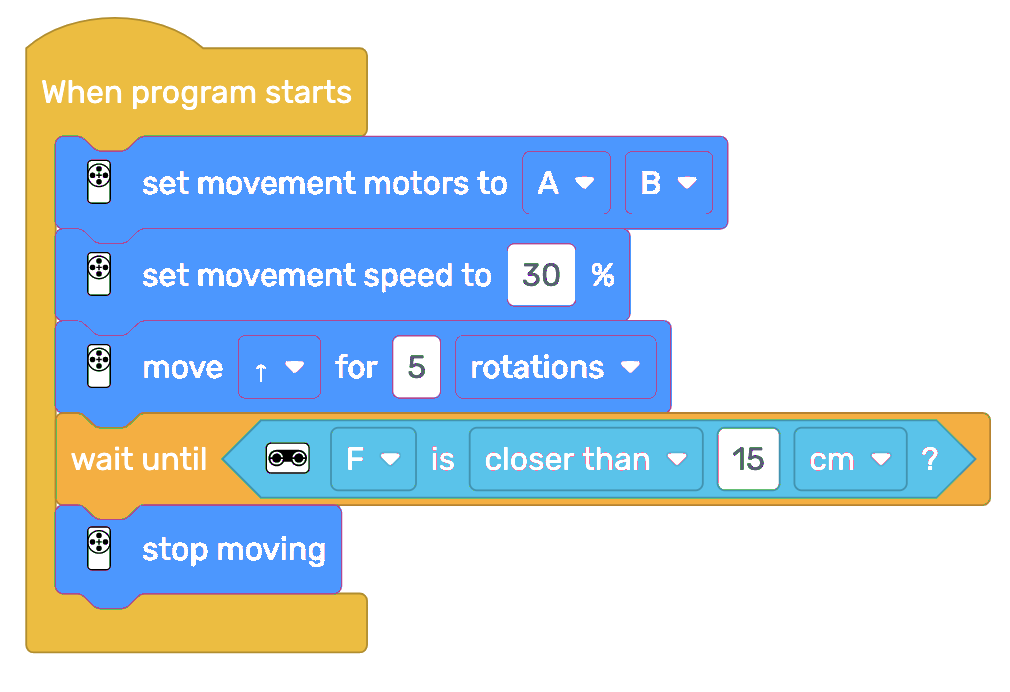 When program starts
set movement motors to A B
set movement speed to 30 %
move ↑ for 5 rotations
wait until F is closer than 15 cm ?
stop moving